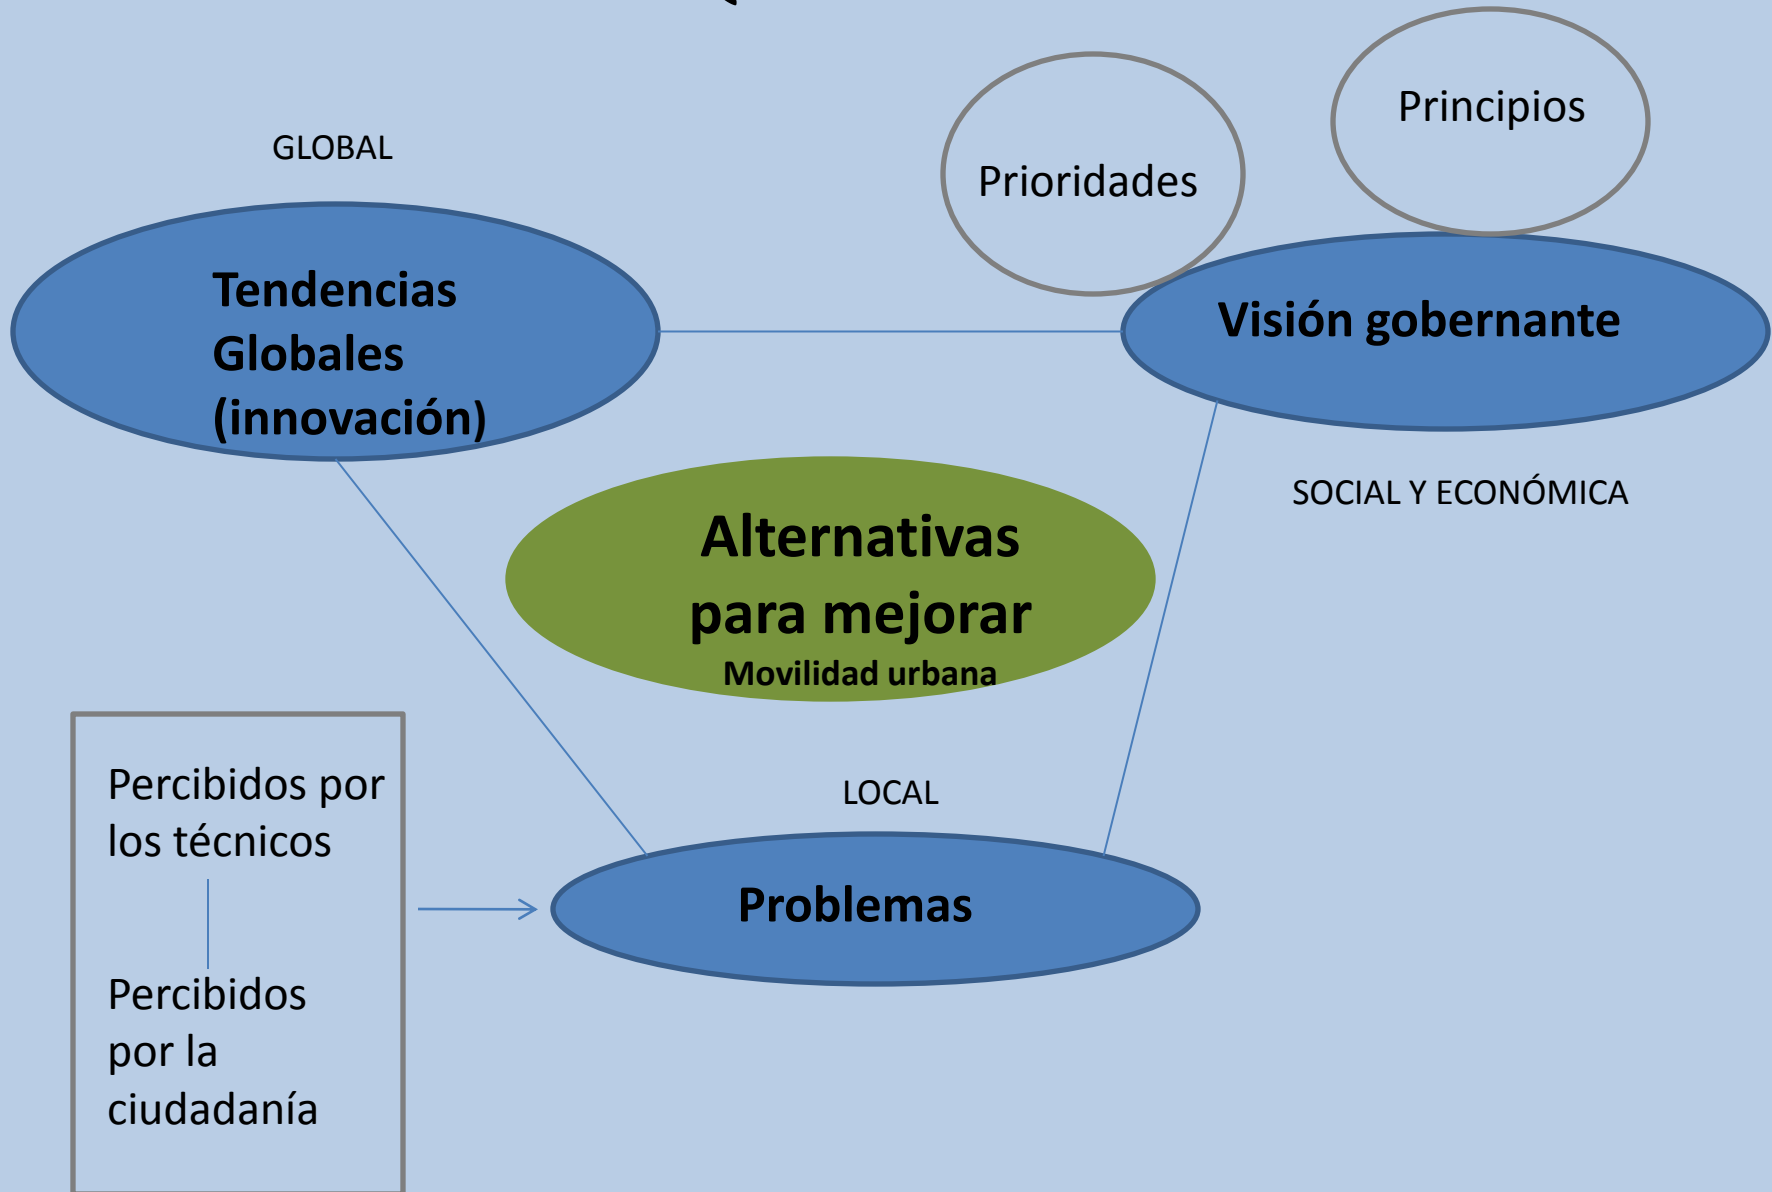 Principios
GLOBAL
Prioridades
Tendencias
Globales
(innovación)
Visión gobernante
SOCIAL Y ECONÓMICA
Alternativas
para mejorar
Movilidad urbana
LOCAL
Percibidos por
los técnicos
Problemas
Percibidos
por la
ciudadanía